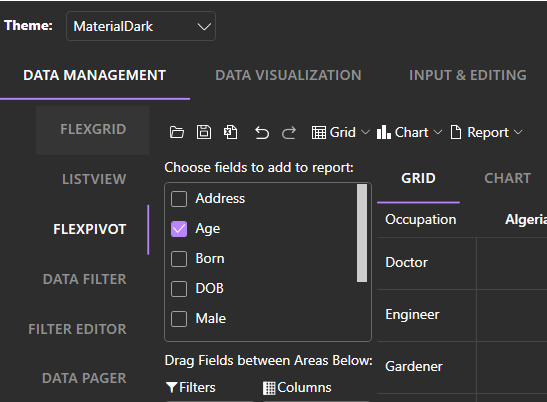 Theme: MaterialDark
DATA MANAGEMENT DATA VISUALIZATION INPUT & EDITING
FLEXGRID
LISTVIEW
FLEXPIVOT
DATA FILTER
FILTER EDITOR
DATA PAGER
Grid Chart Report
Choose fields to add to report:
Address
Age
Born
DOB
Male
Drag Fields between Areas Below:
Filters Columns
GRID CHART
Occupation Algeria
Doctor
Engineer
Gardener